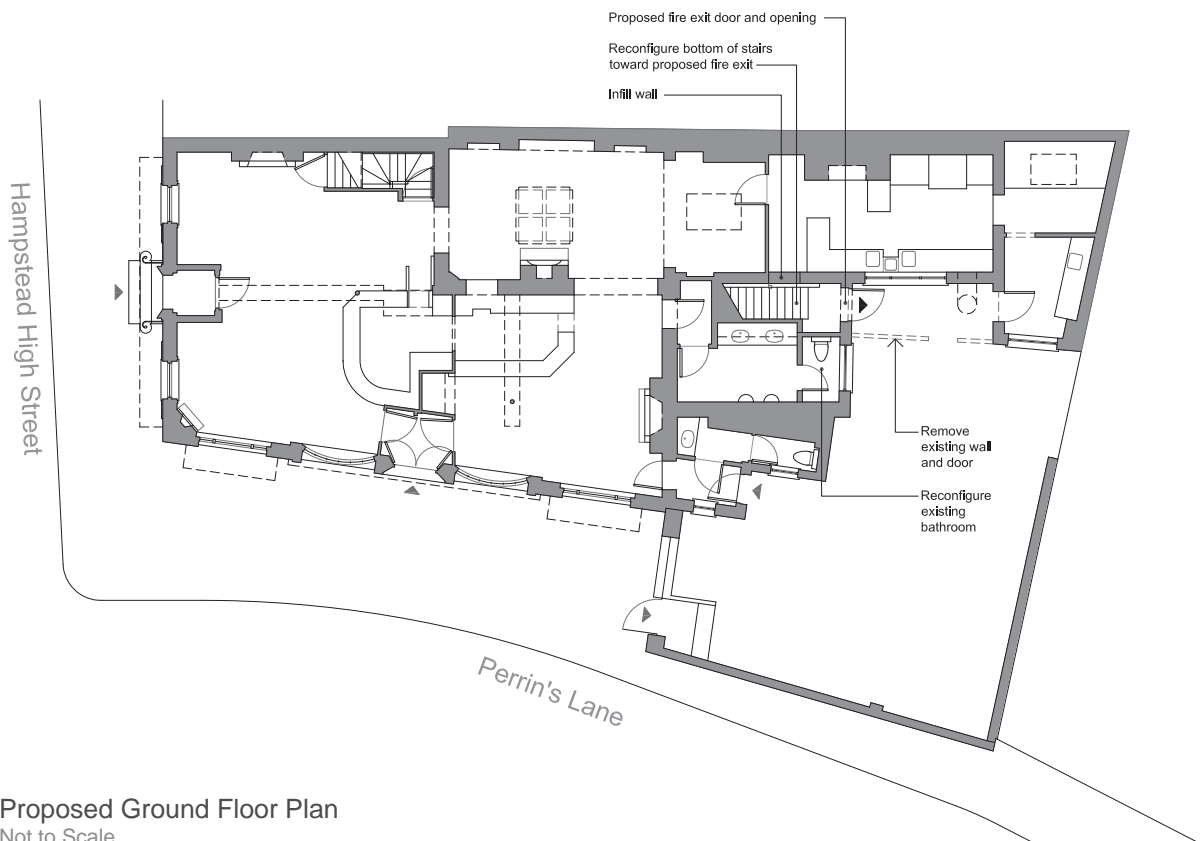 Proposed fire exit door and opening
Reconfigure bottom of stairs
toward proposed fire exit
Infill wall
Hampstead High Street
Remove
existing wall
and door
Reconfigure
existing
bathroom
Perrin's Lane
Proposed Ground Floor Plan
Not to Scale